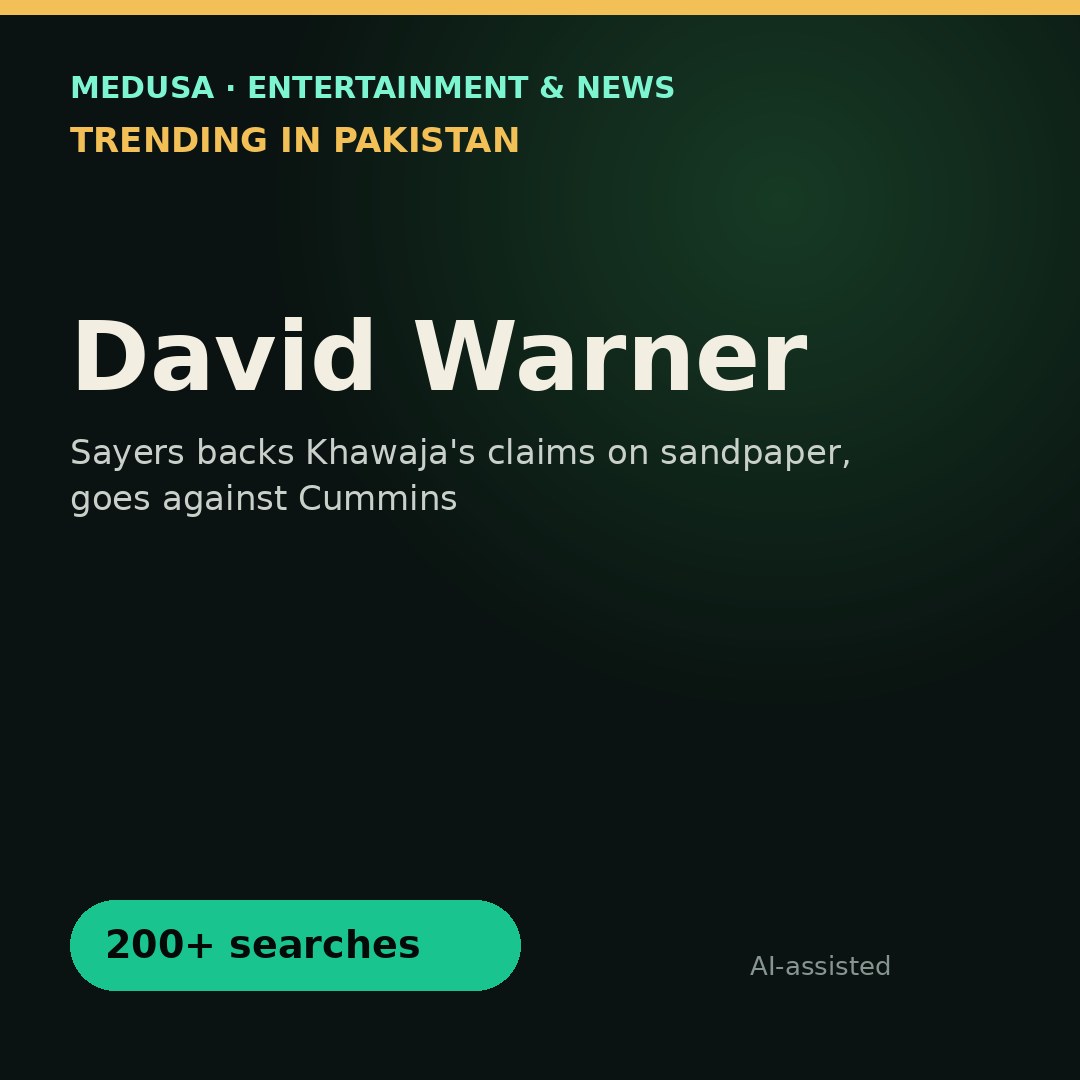 MEDUSA · ENTERTAINMENT & NEWS
TRENDING IN PAKISTAN
David Warner
Sayers backs Khawaja's claims on sandpaper,
goes against Cummins
200+ searches
AI-assisted